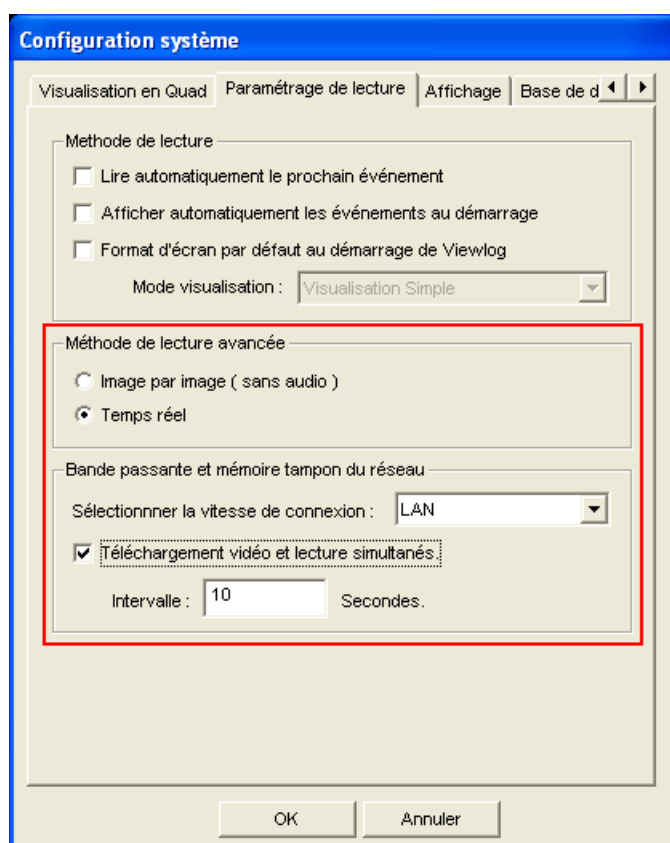 Configuration système
Visualisation en Quad Paramétrage de lecture Affichage Base de d
Methode de lecture
Lire automatiquement le prochain événement
Afficher automatiquement les événements au démarrage
Format d'écran par défaut au démarrage de Viewlog
Mode visualisation : Visualisation Simple
Méthode de lecture avancée
Image par image ( sans audio )
Temps réel
Bande passante et mémoire tampon du réseau
Sélectionnner la vitesse de connexion : LAN
Téléchargement vidéo et lecture simultanés.
Intervalle : 10 Secondes.
OK Annuler